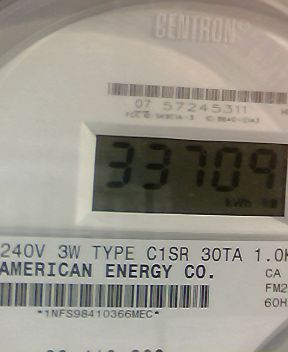 CENTRON
07 57245311
33709
kWh
240V 3W TYPE C1SR 30TA 1.0K
AMERICAN ENERGY CO.
CA
FM2
60H
*1NFS98410366MEC*